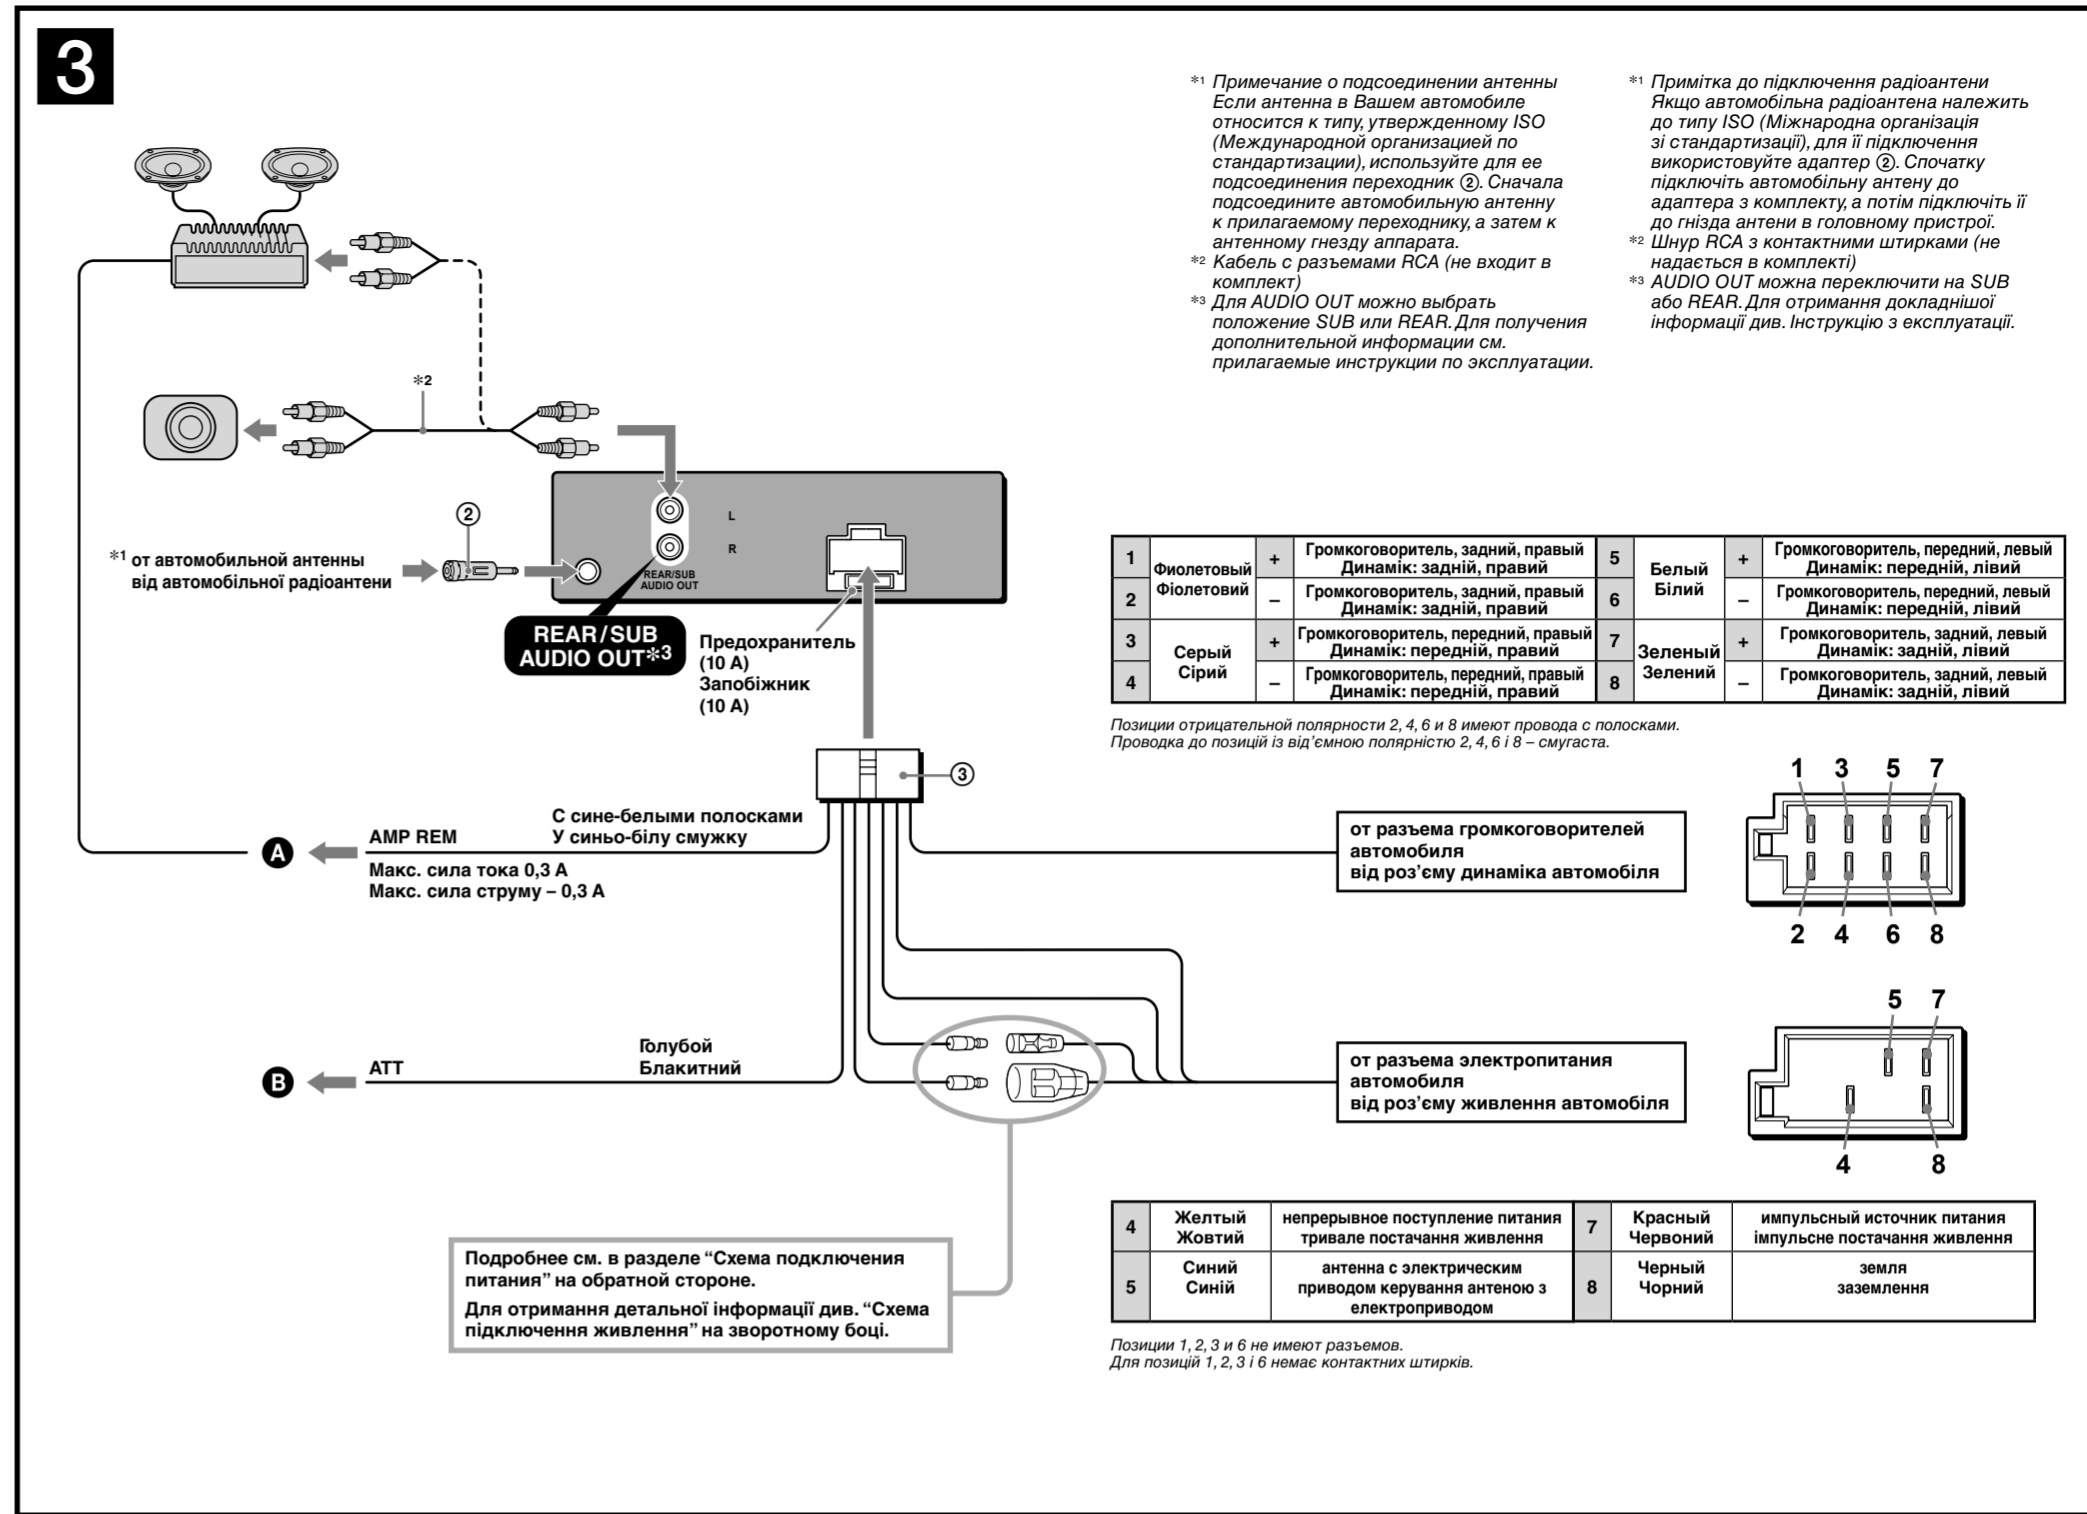 3
*1 Примечание о подсоединении антенны
Если антенна в Вашем автомобиле
относится к типу, утвержденному ISO
(Международной организацией по
стандартизации), используйте для ее
подсоединения переходник ②. Сначала
подсоедините автомобильную антенну
к прилагаемому переходнику, а затем к
антенному гнезду аппарата.
*2 Кабель с разъемами RCA (не входит в
комплект)
*3 Для AUDIO OUT можно выбрать
положение SUB или REAR. Для получения
дополнительной информации см.
прилагаемые инструкции по эксплуатации.
*1 Примітка до підключення радіоантени
Якщо автомобільна радіоантена належить
до типу ISO (Міжнародна організація
зі стандартизації), для її підключення
використовуйте адаптер ②. Спочатку
підключіть автомобільну антену до
адаптера з комплекту, а потім підключіть її
до гнізда антени в головному пристрої.
*2 Шнур RCA з контактними штирками (не
надається в комплекті)
*3 AUDIO OUT можна переключити на SUB
або REAR. Для отримання докладнішої
інформації див. Інструкцію з експлуатації.
*2
②
L
R
REAR/SUB
AUDIO OUT
*1 от автомобильной антенны
від автомобільної радіоантени
REAR/SUB
AUDIO OUT*3
Предохранитель
(10 A)
Запобіжник
(10 A)
1 Фиолетовый Фіолетовий + Громкоговоритель, задний, правый
Динамік: задній, правий
5 Белый Білий + Громкоговоритель, передний, левый
Динамік: передній, лівий
2 – Громкоговоритель, задний, правый
Динамік: задній, правий
6 – Громкоговоритель, передний, левый
Динамік: передній, лівий
3 Серый Сірий + Громкоговоритель, передний, правый
Динамік: передній, правий
7 Зеленый Зелений + Громкоговоритель, задний, левый
Динамік: задній, лівий
4 – Громкоговоритель, передний, правый
Динамік: передній, правий
8 – Громкоговоритель, задний, левый
Динамік: задній, лівий
Позиции отрицательной полярности 2, 4, 6 и 8 имеют провода с полосками.
Проводка до позицій із від’ємною полярністю 2, 4, 6 і 8 – смугаста.
③
A
AMP REM
С сине-белыми полосками
У синьо-білу смужку
Макс. сила тока 0,3 A
Макс. сила струму – 0,3 A
от разъема громкоговорителей
автомобиля
від роз’єму динаміка автомобіля
1 3 5 7
2 4 6 8
B
ATT
Голубой
Блакитний
от разъема электропитания
автомобиля
від роз’єму живлення автомобіля
5 7
4 8
Подробнее см. в разделе “Схема подключения
питания” на обратной стороне.
Для отримання детальної інформації див. “Схема
підключення живлення” на зворотному боці.
4 Желтый
Жовтий
непрерывное поступление питания
тривале постачання живлення
7 Красный
Червоний
импульсный источник питания
імпульсне постачання живлення
5 Синий
Синій
антенна с электрическим
приводом керування антеною з
електроприводом
8 Черный
Чорний
земля
заземлення
Позиции 1, 2, 3 и 6 не имеют разъемов.
Для позицій 1, 2, 3 і 6 немає контактних штирків.